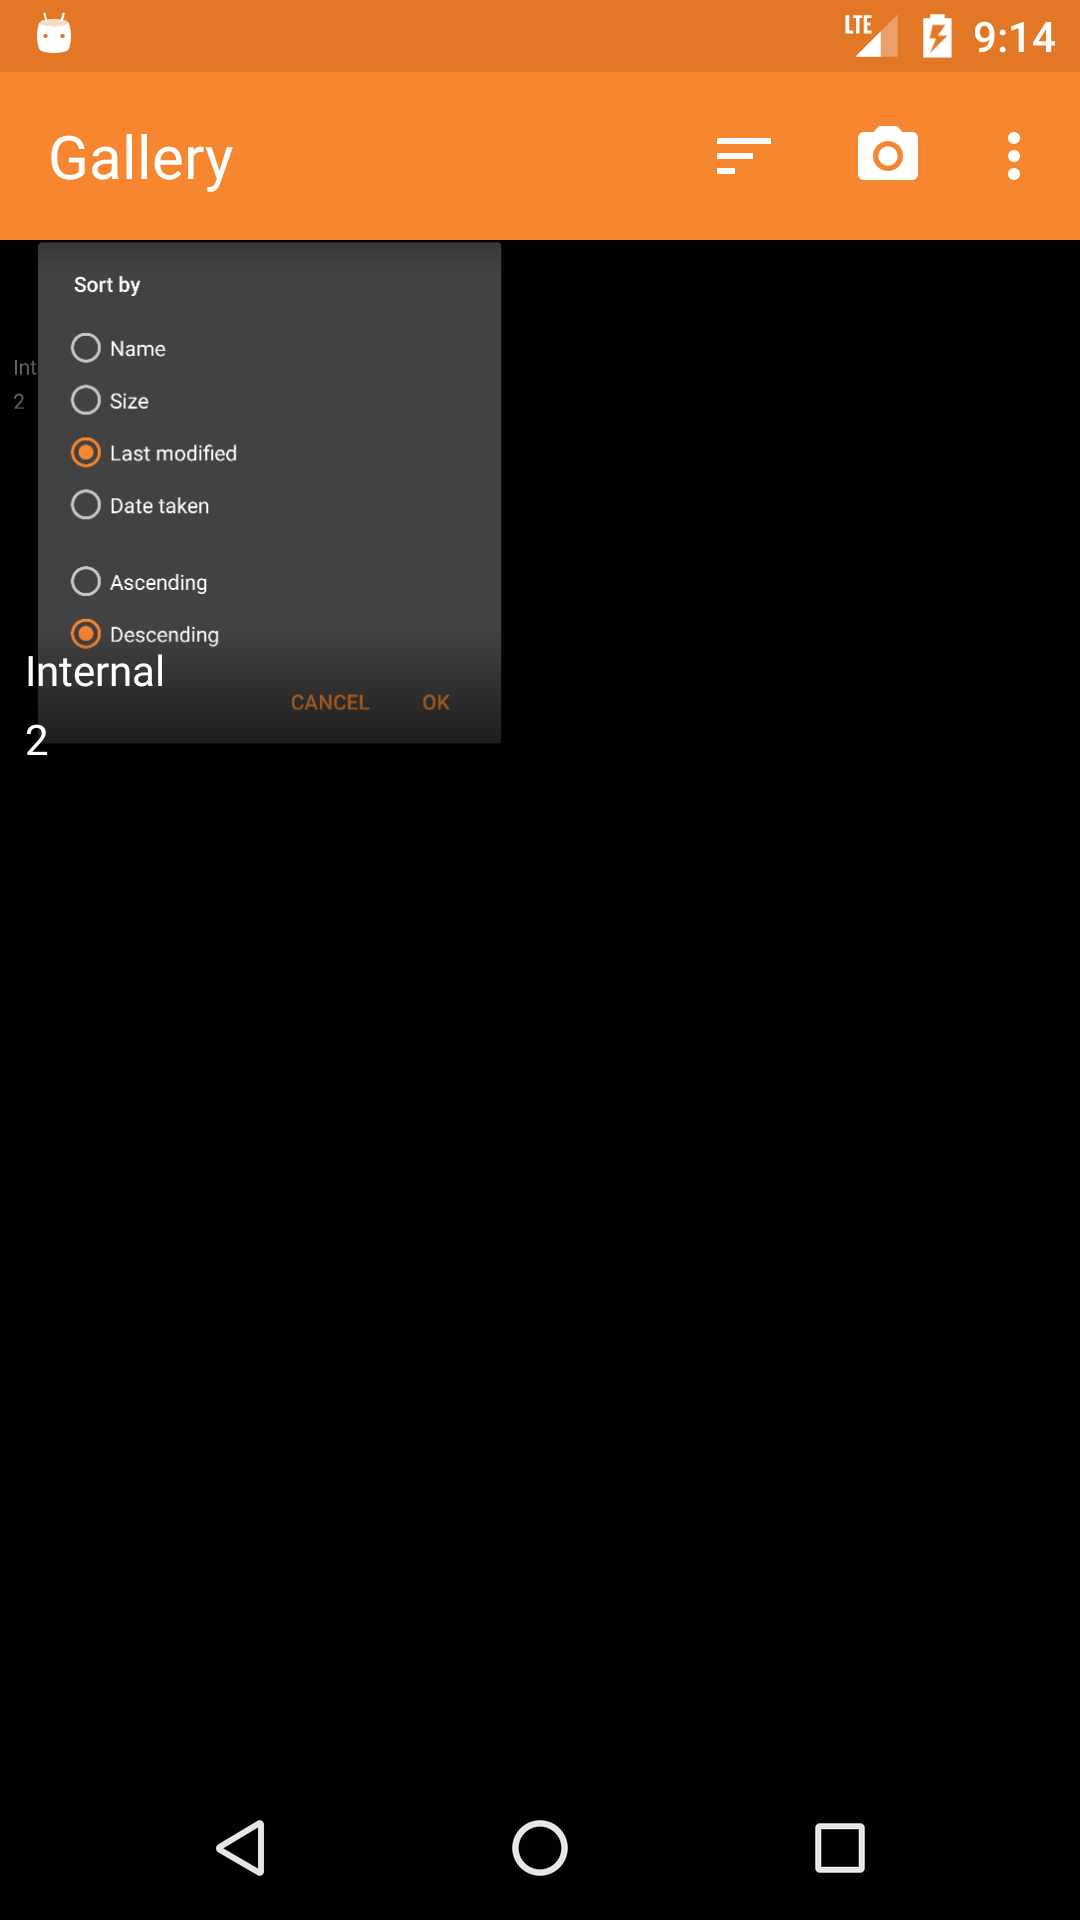 LTE 9:14
Gallery
Sort by
Name
Int
Size
2
Last modified
Date taken
Ascending
Descending
Internal
CANCEL OK
2